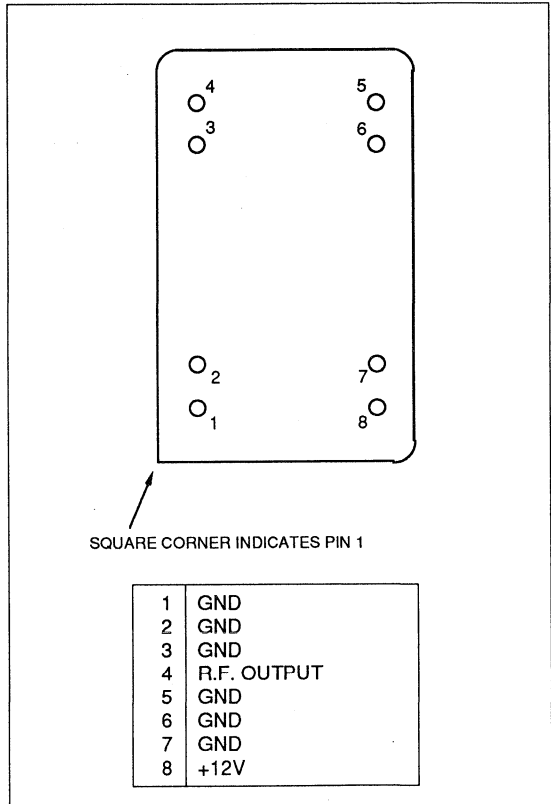 4 5
3 6
2 7
1 8
SQUARE CORNER INDICATES PIN 1
1 GND
2 GND
3 GND
4 R.F. OUTPUT
5 GND
6 GND
7 GND
8 +12V